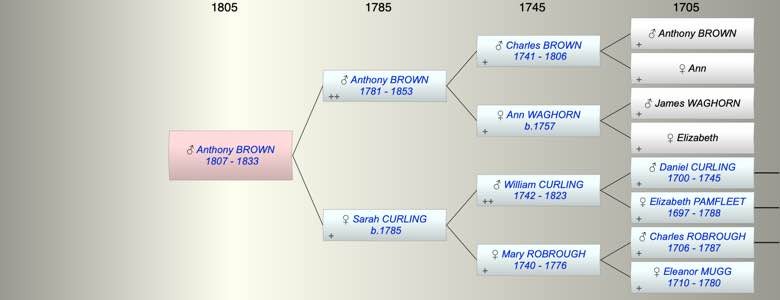 1805 1785 1745 1705
♂ Anthony BROWN
1807 - 1833
♂ Anthony BROWN
1781 - 1853
++
♀ Sarah CURLING
b.1785
+
♂ Charles BROWN
1741 - 1806
+
♀ Ann WAGHORN
b.1757
+
♂ William CURLING
1742 - 1823
++
♀ Mary ROBROUGH
1740 - 1776
+
♂ Anthony BROWN
+
♀ Ann
+
♂ James WAGHORN
+
♀ Elizabeth
+
♂ Daniel CURLING
1700 - 1745
+
♀ Elizabeth PAMFLEET
1697 - 1788
+
♂ Charles ROBROUGH
1706 - 1787
+
♀ Eleanor MUGG
1710 - 1780
+